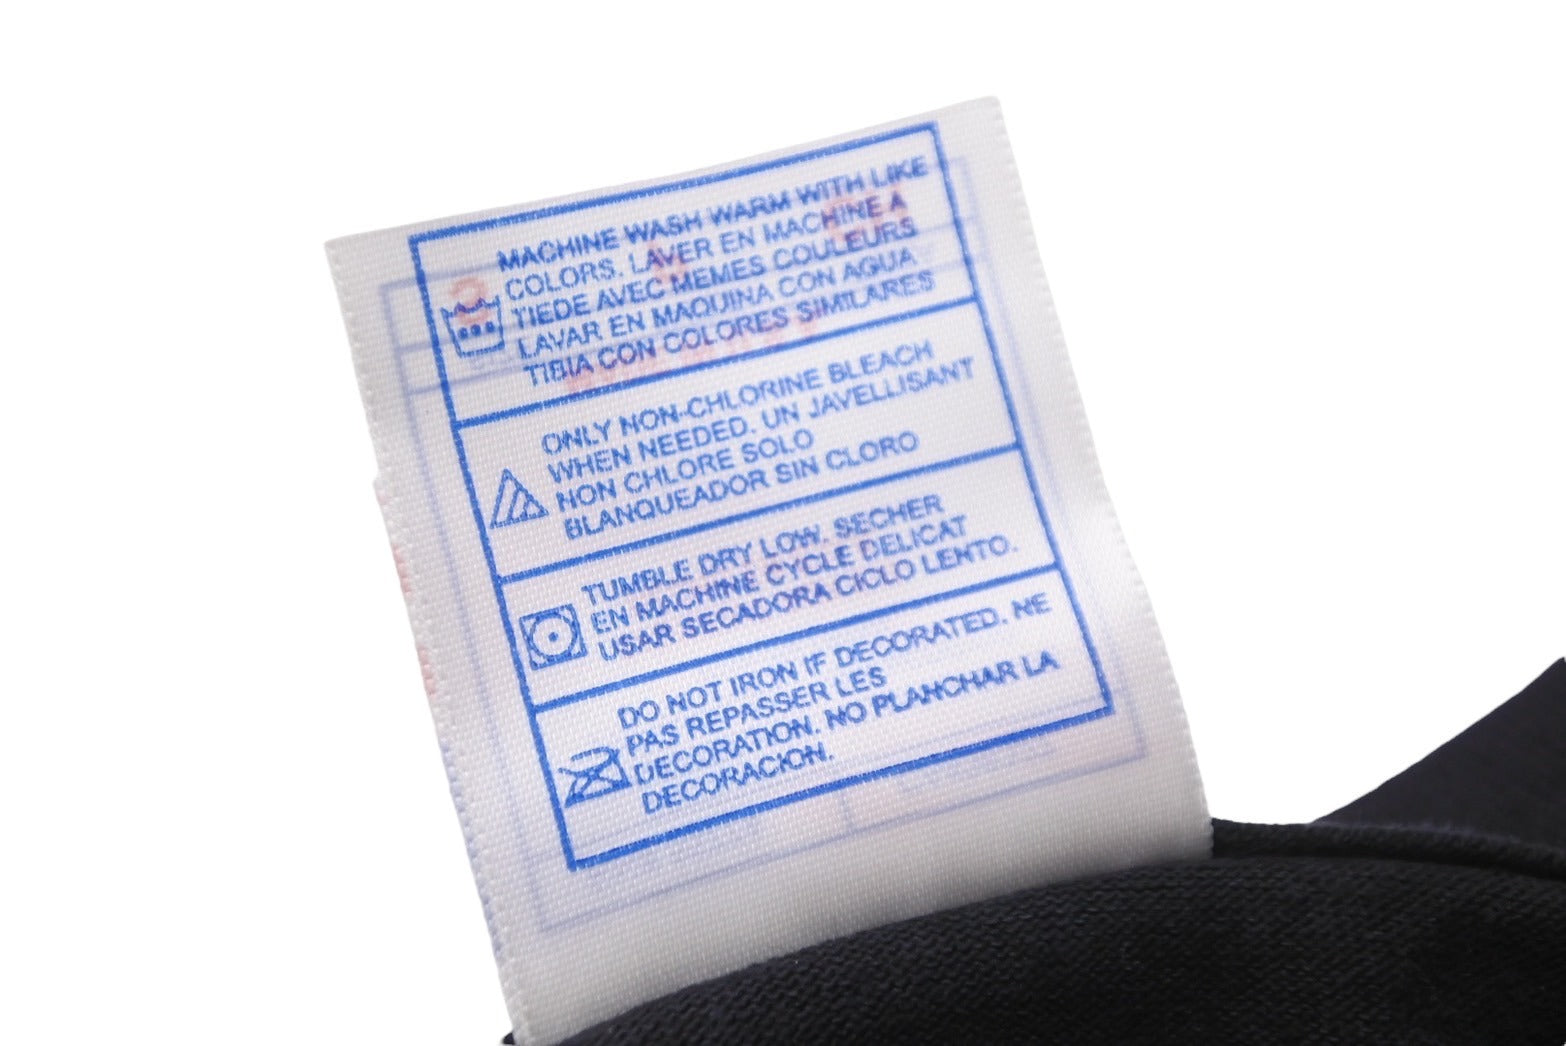 MACHINE WASH WARM WITH LIKE
COLORS. LAVER EN MACHINE A
TIEDE AVEC MEMES COULEURS
LAVAR EN MAQUINA CON AGUA
TIBIA CON COLORES SIMILARES
ONLY NON-CHLORINE BLEACH
WHEN NEEDED. UN JAVELLISANT
NON CHLORE SOLO
BLANQUEADOR SIN CLORO
TUMBLE DRY LOW. SECHER
EN MACHINE CYCLE DELICAT
USAR SECADORA CICLO LENTO.
DO NOT IRON IF DECORATED. NE
PAS REPASSER LES
DECORATION. NO PLANCHAR LA
DECORACION.